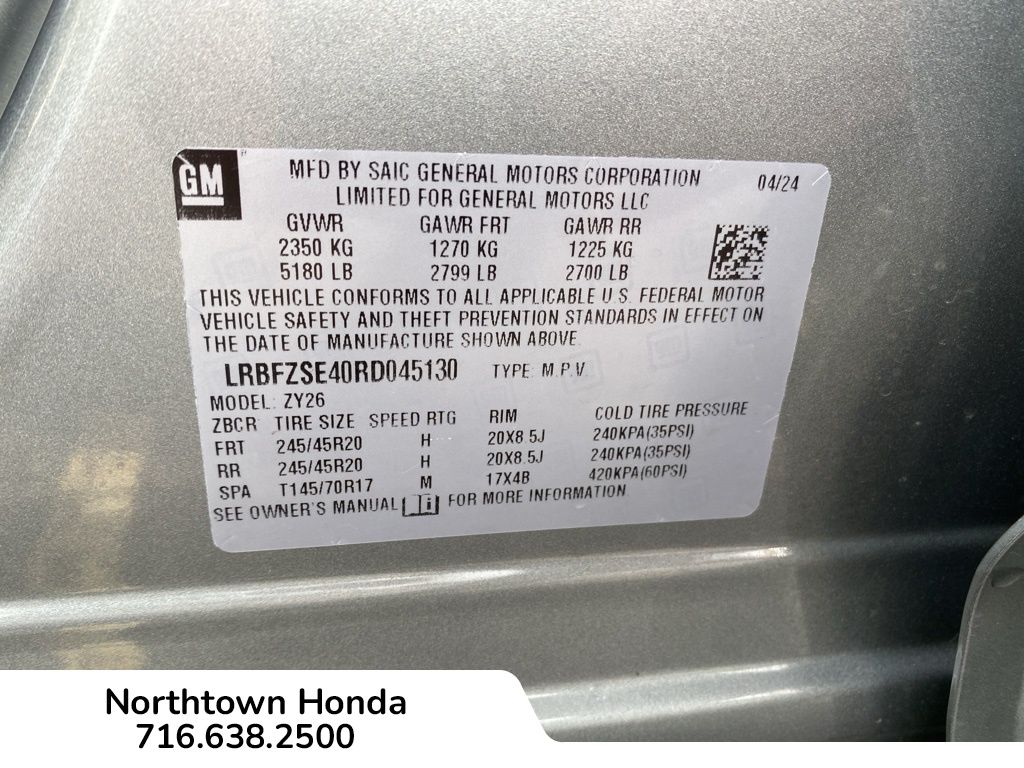 GM
MFD BY SAIC GENERAL MOTORS CORPORATION 04/24
LIMITED FOR GENERAL MOTORS LLC
GVWR GAWR FRT GAWR RR
2350 KG 1270 KG 1225 KG
5180 LB 2799 LB 2700 LB
THIS VEHICLE CONFORMS TO ALL APPLICABLE U.S. FEDERAL MOTOR
VEHICLE SAFETY AND THEFT PREVENTION STANDARDS IN EFFECT ON
THE DATE OF MANUFACTURE SHOWN ABOVE.
LRBFZSE40RD045130 TYPE: M.P.V.
MODEL: ZY26
ZBCR TIRE SIZE SPEED RTG RIM COLD TIRE PRESSURE
FRT 245/45R20 H 20X8.5J 240KPA(35PSI)
RR 245/45R20 H 20X8.5J 240KPA(35PSI)
SPA T145/70R17 M 17X4B 420KPA(60PSI)
SEE OWNER'S MANUAL i FOR MORE INFORMATION.
Northtown Honda
716.638.2500